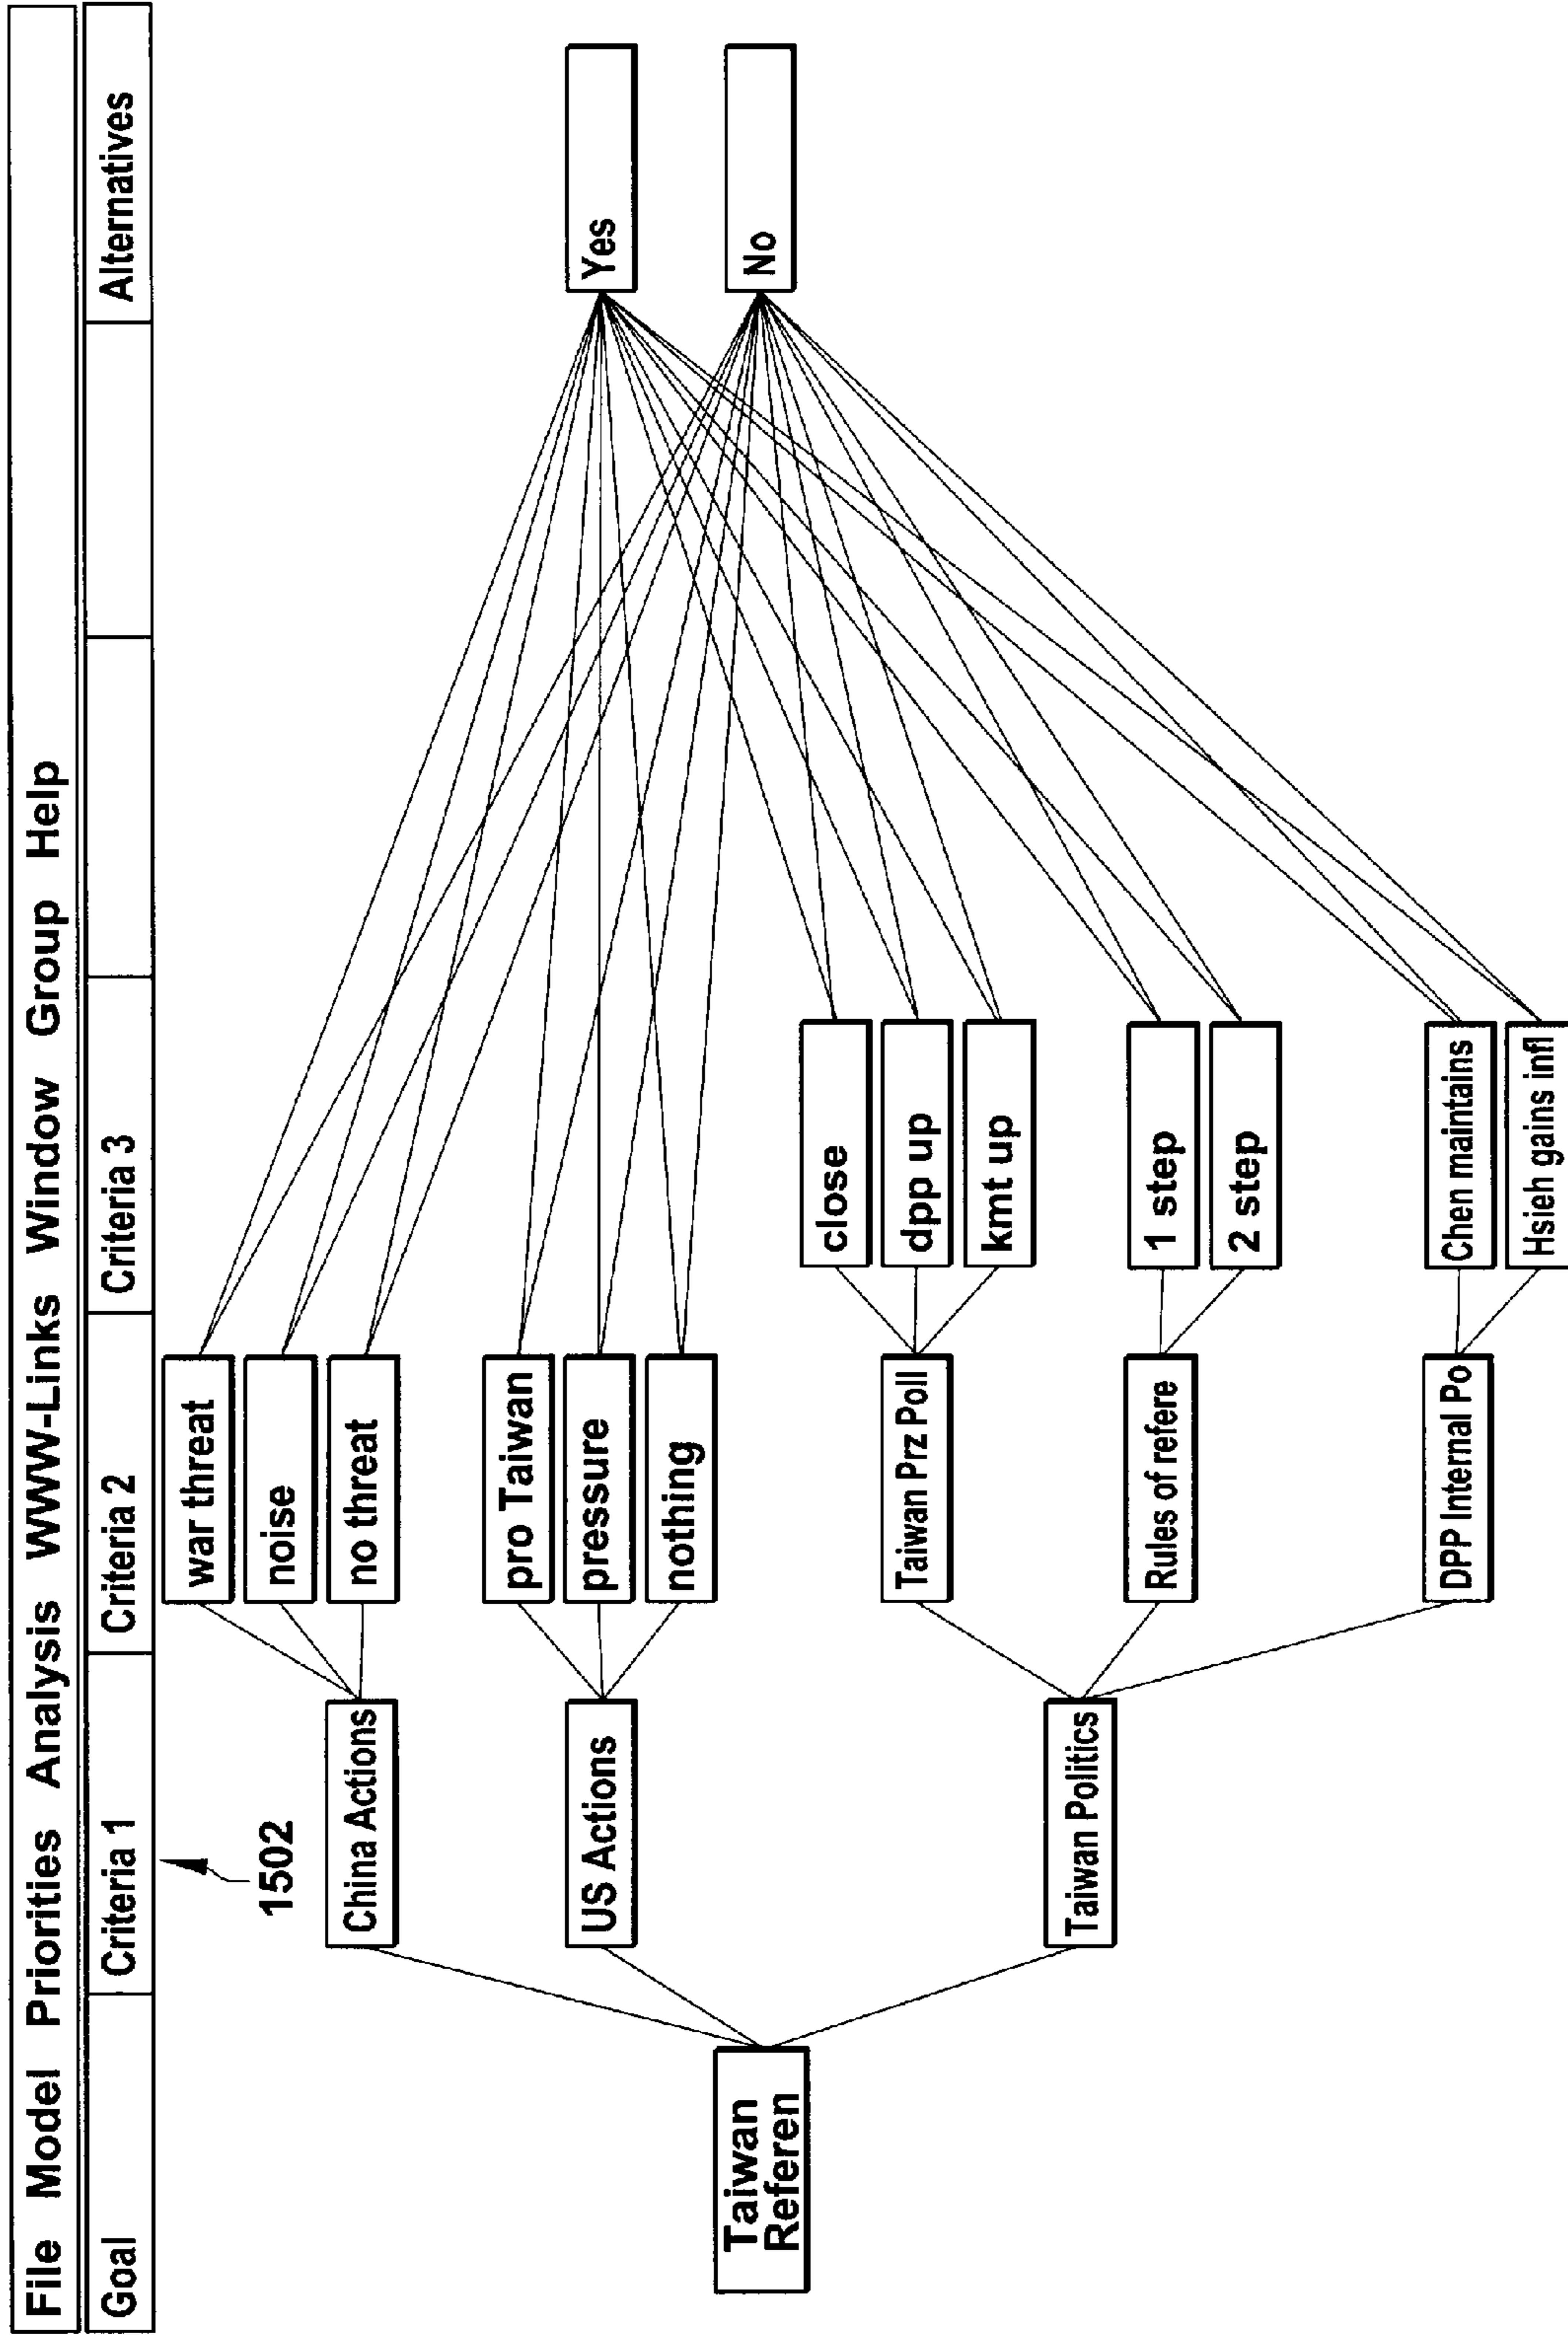 File Model Priorities Analysis WWW-Links Window Group Help
Goal
Criteria 1
Criteria 2
Criteria 3
Alternatives
1502
Taiwan
Referen
China Actions
US Actions
Taiwan Politics
war threat
noise
no threat
pro Taiwan
pressure
nothing
Taiwan Prz Poll
Rules of refere
DPP Internal Po
close
dpp up
kmt up
1 step
2 step
Chen maintains
Hsieh gains infl
Yes
No